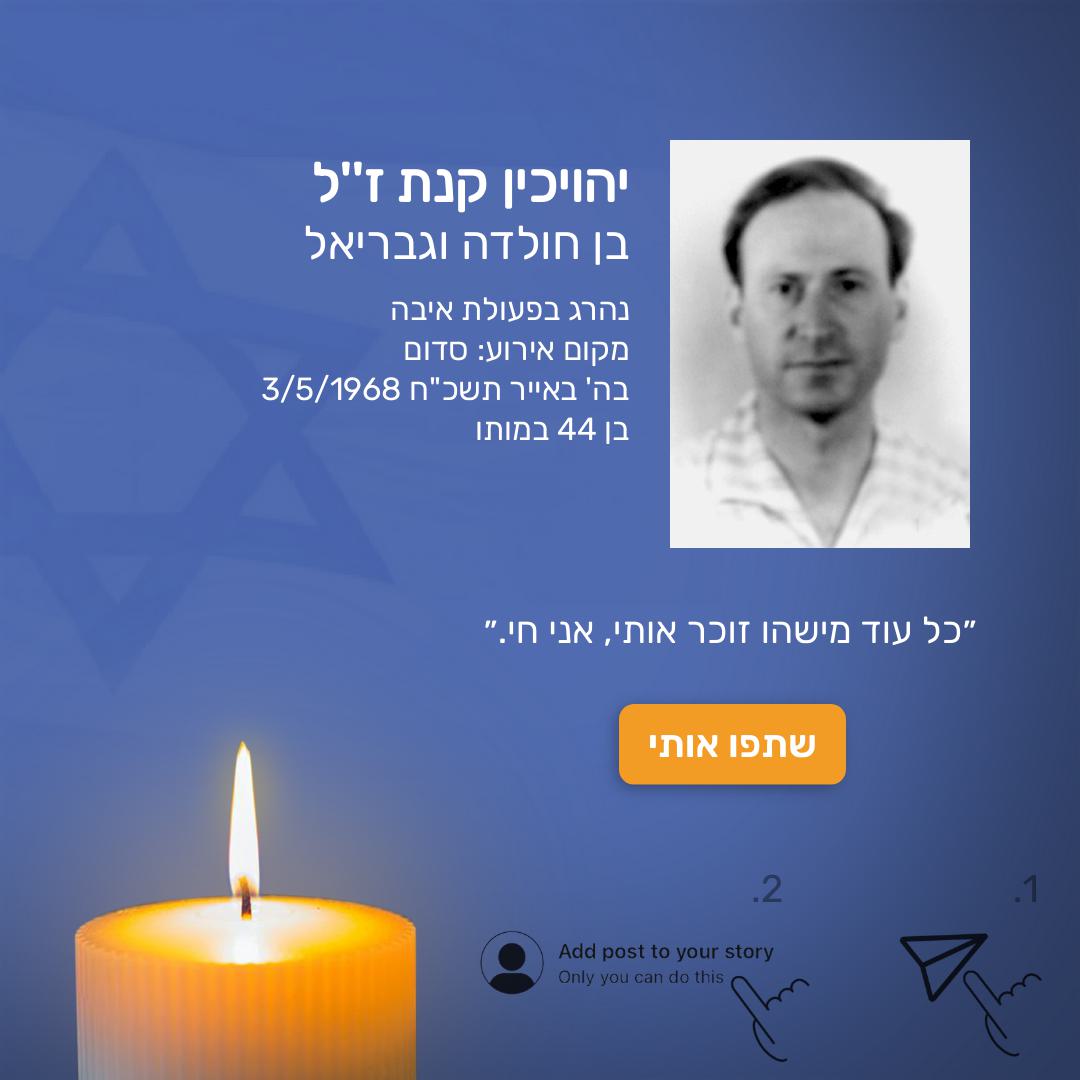 יהויכין קנת ז"ל
בן חולדה וגבריאל
נהרג בפעולת איבה
מקום אירוע: סדום
בה' באייר תשכ"ח 3/5/1968
בן 44 במותו
״כל עוד מישהו זוכר אותי, אני חי.״
שתפו אותי
.1
.2
Add post to your story
Only you can do this